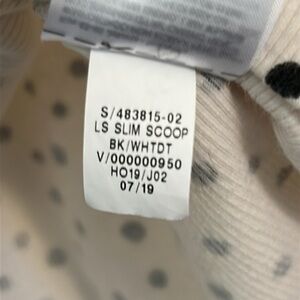 S/483815-02
LS SLIM SCOOP
BK/WHTDT
V/000000950
HO19/J02
07/19